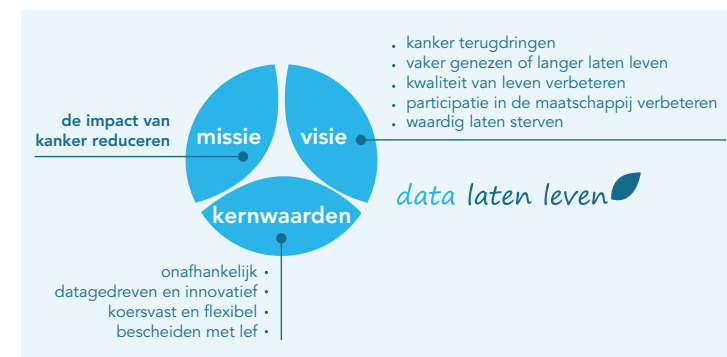 de impact van
kanker reduceren
missie
visie
kanker terugdringen
vaker genezen of langer laten leven
kwaliteit van leven verbeteren
participatie in de maatschappij verbeteren
waardig laten sterven
data laten leven
kernwaarden
onafhankelijk
datagedreven en innovatief
koersvast en flexibel
bescheiden met lef